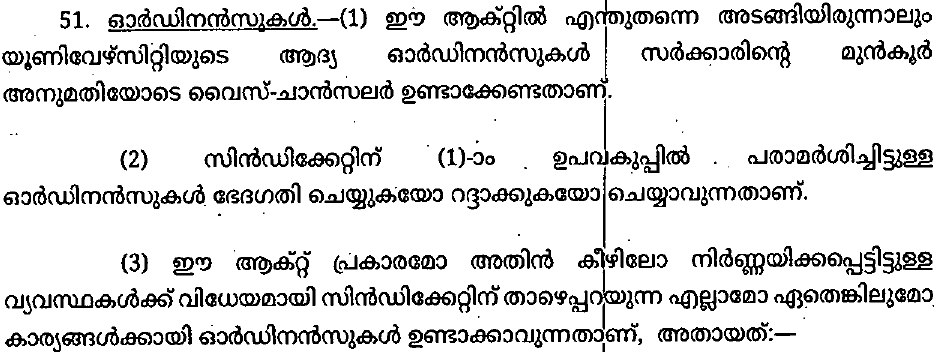 51. ഓർഡിനൻസുകൾ.—(1) ഈ ആക്റ്റിൽ എന്തുതന്നെ അടങ്ങിയിരുന്നാലും
യൂണിവേഴ്സിറ്റിയുടെ ആദ്യ ഓർഡിനൻസുകൾ സർക്കാരിന്റെ മുൻകൂർ
അനുമതിയോടെ വൈസ്-ചാൻസലർ ഉണ്ടാക്കേണ്ടതാണ്.
(2) സിൻഡിക്കേറ്റിന് (1)-ാം ഉപവകുപ്പിൽ പരാമർശിച്ചിട്ടുള്ള
ഓർഡിനൻസുകൾ ഭേദഗതി ചെയ്യുകയോ റദ്ദാക്കുകയോ ചെയ്യാവുന്നതാണ്.
(3) ഈ ആക്റ്റ് പ്രകാരമോ അതിൻ കീഴിലോ നിർണ്ണയിക്കപ്പെട്ടിട്ടുള്ള
വ്യവസ്ഥകൾക്ക് വിധേയമായി സിൻഡിക്കേറ്റിന് താഴെപ്പറയുന്ന എല്ലാമോ ഏതെങ്കിലുമോ
കാര്യങ്ങൾക്കായി ഓർഡിനൻസുകൾ ഉണ്ടാക്കാവുന്നതാണ്, അതായത്:—